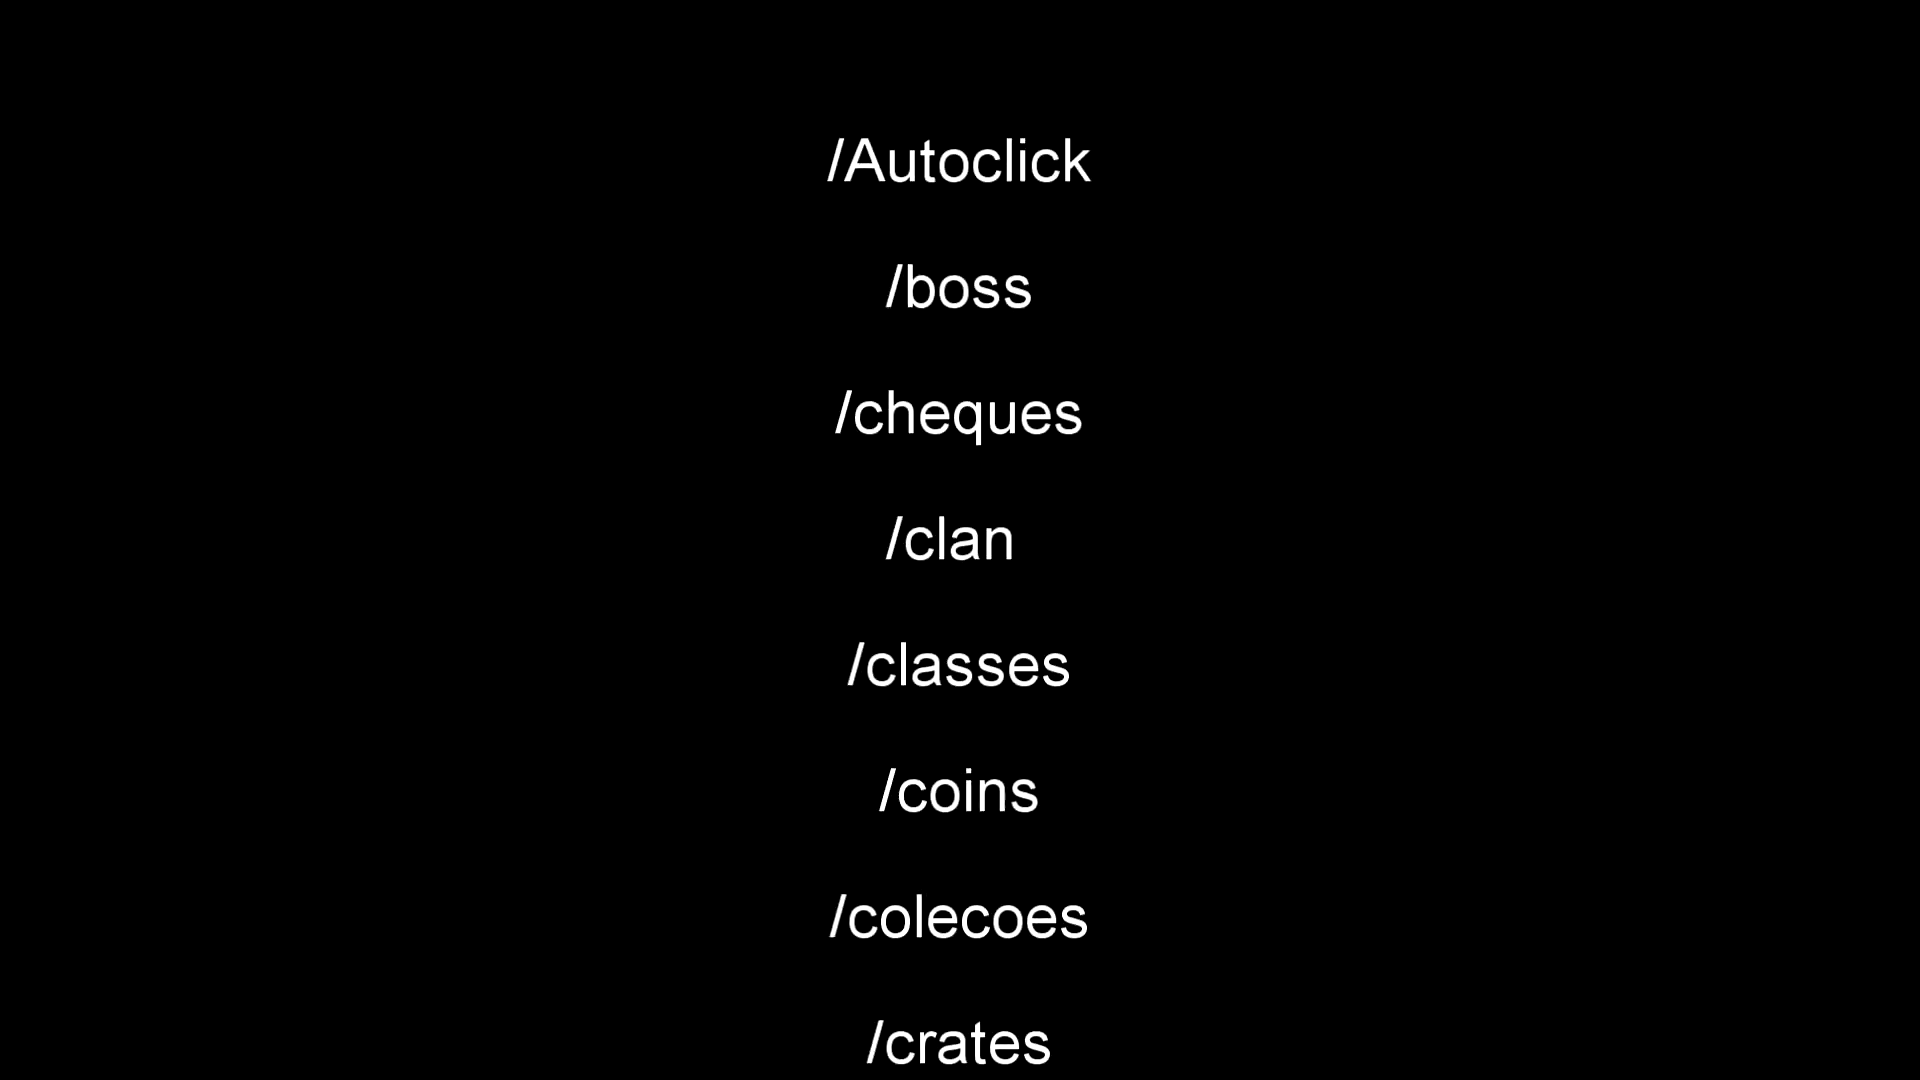 /Autoclick
/boss
/cheques
/clan
/classes
/coins
/colecoes
/crates